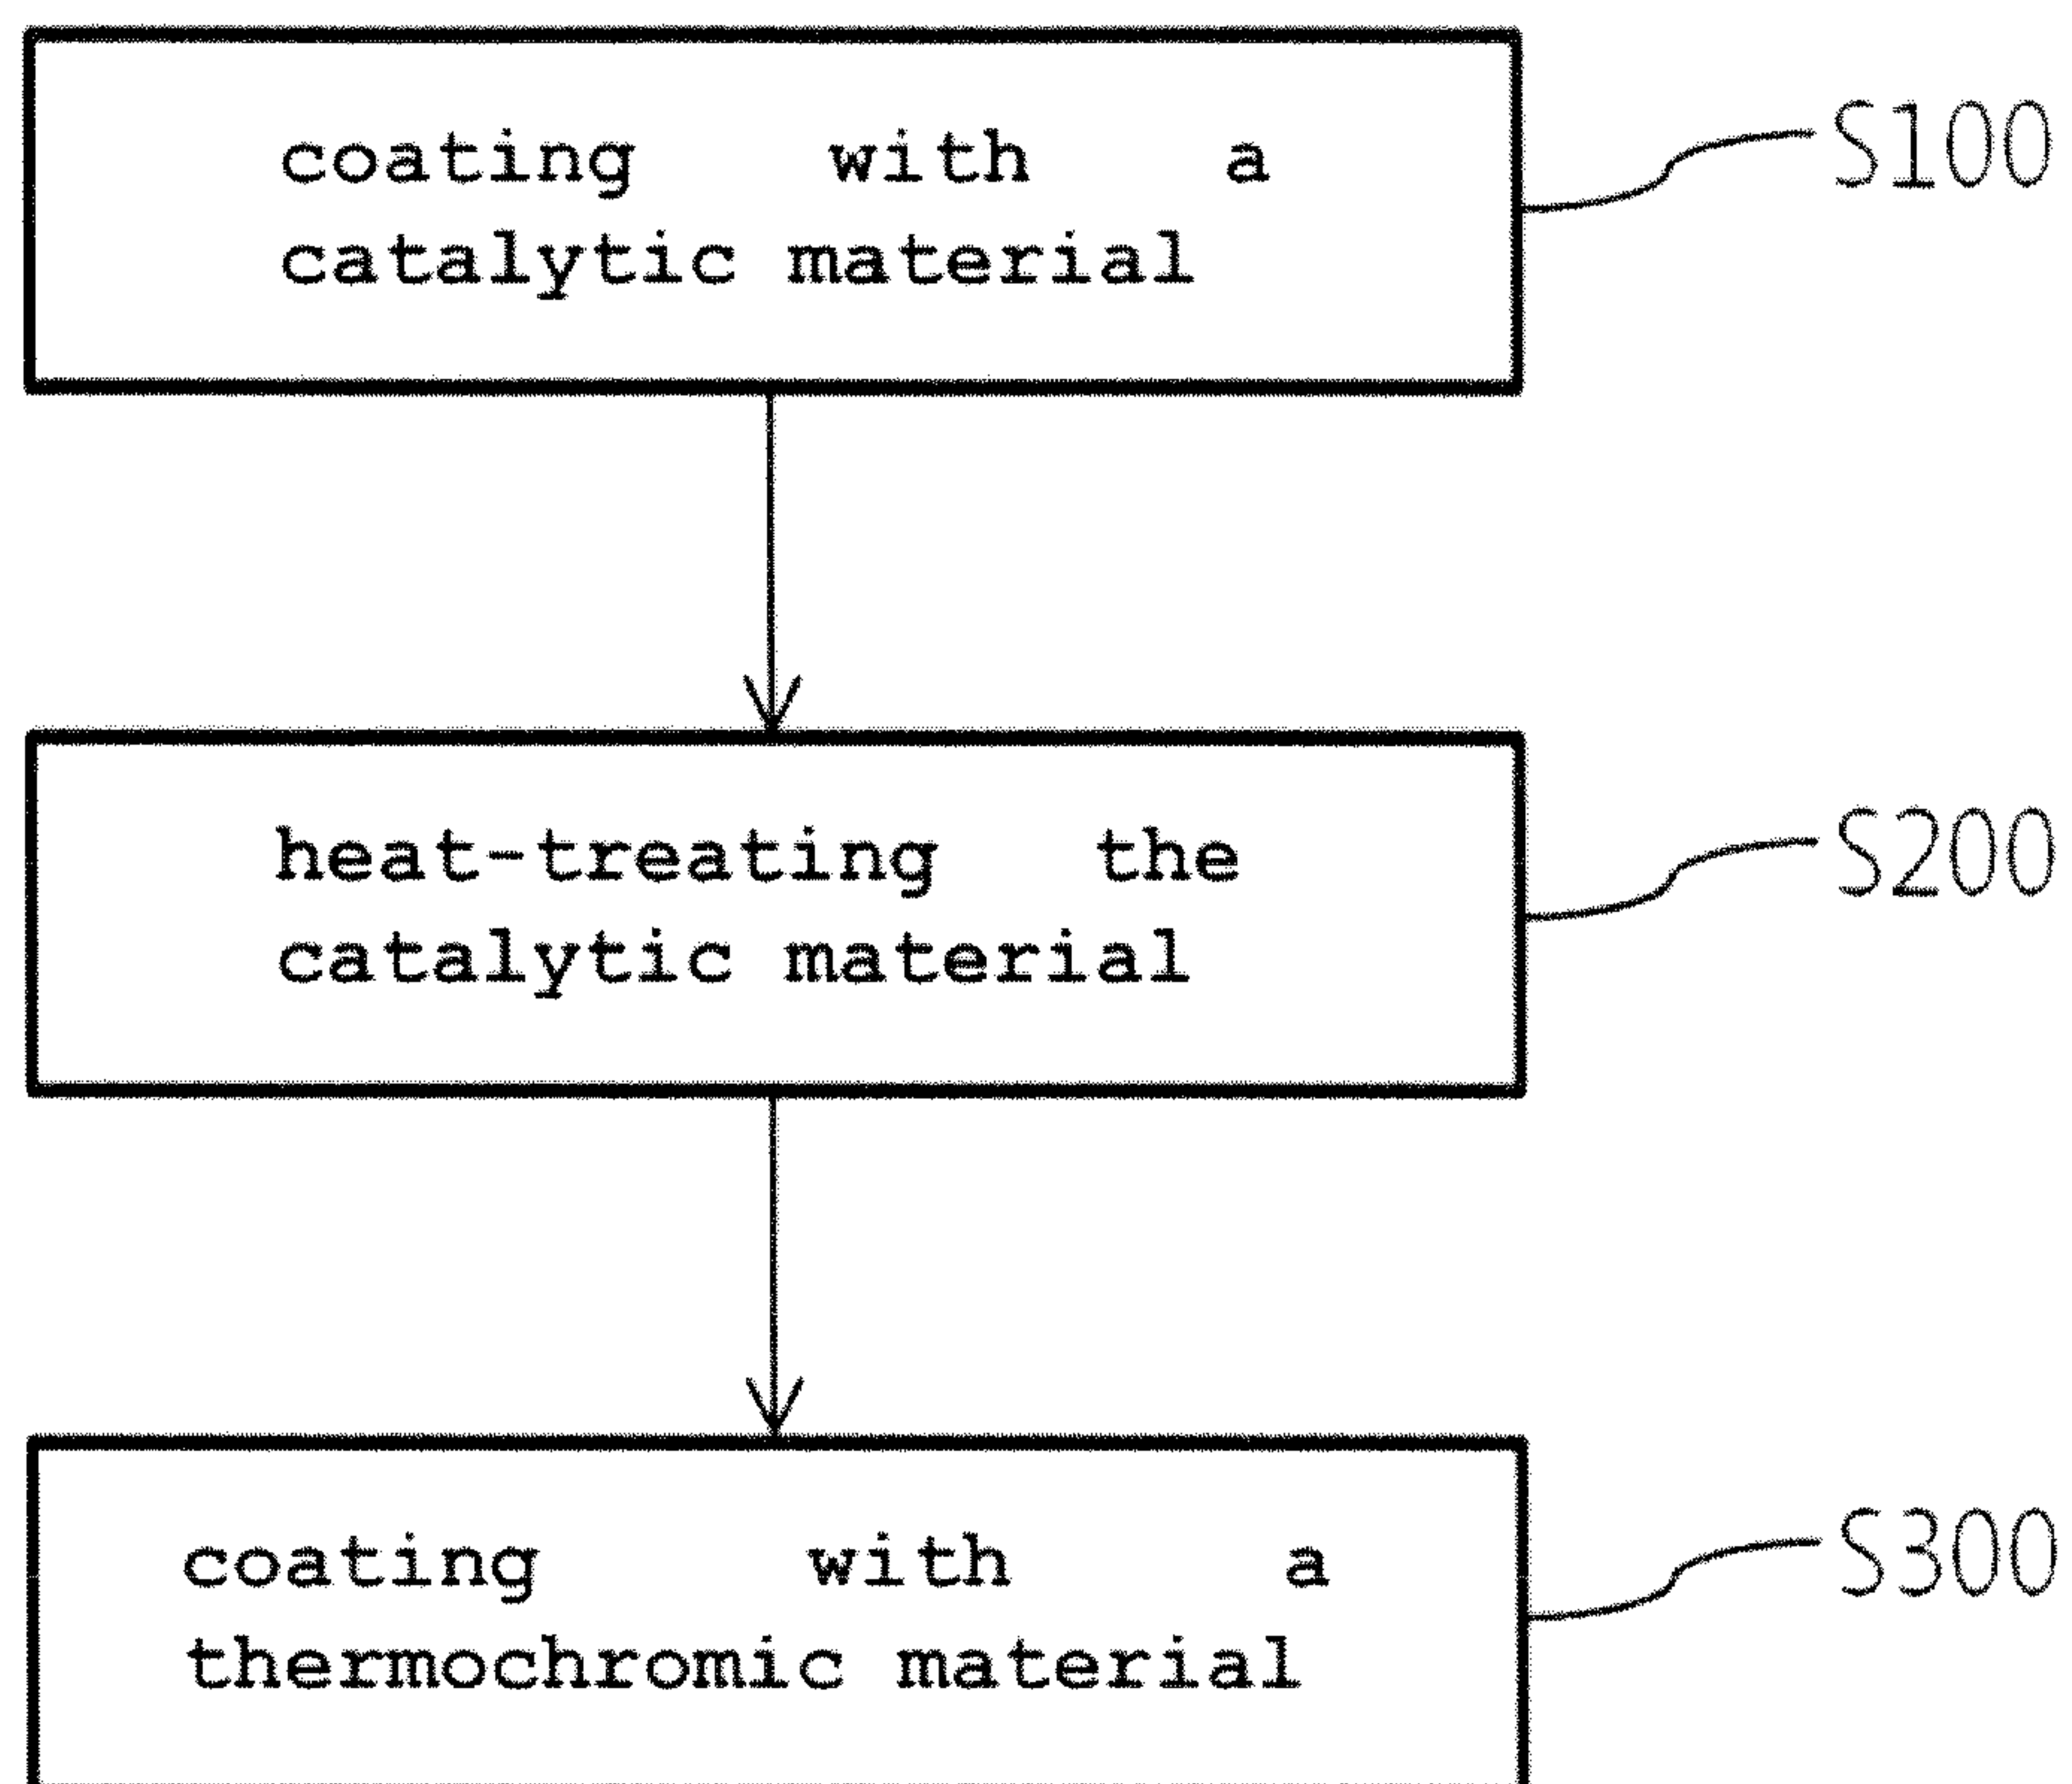 coating with a
catalytic material
S100
heat-treating the
catalytic material
S200
coating with a
thermochromic material
S300